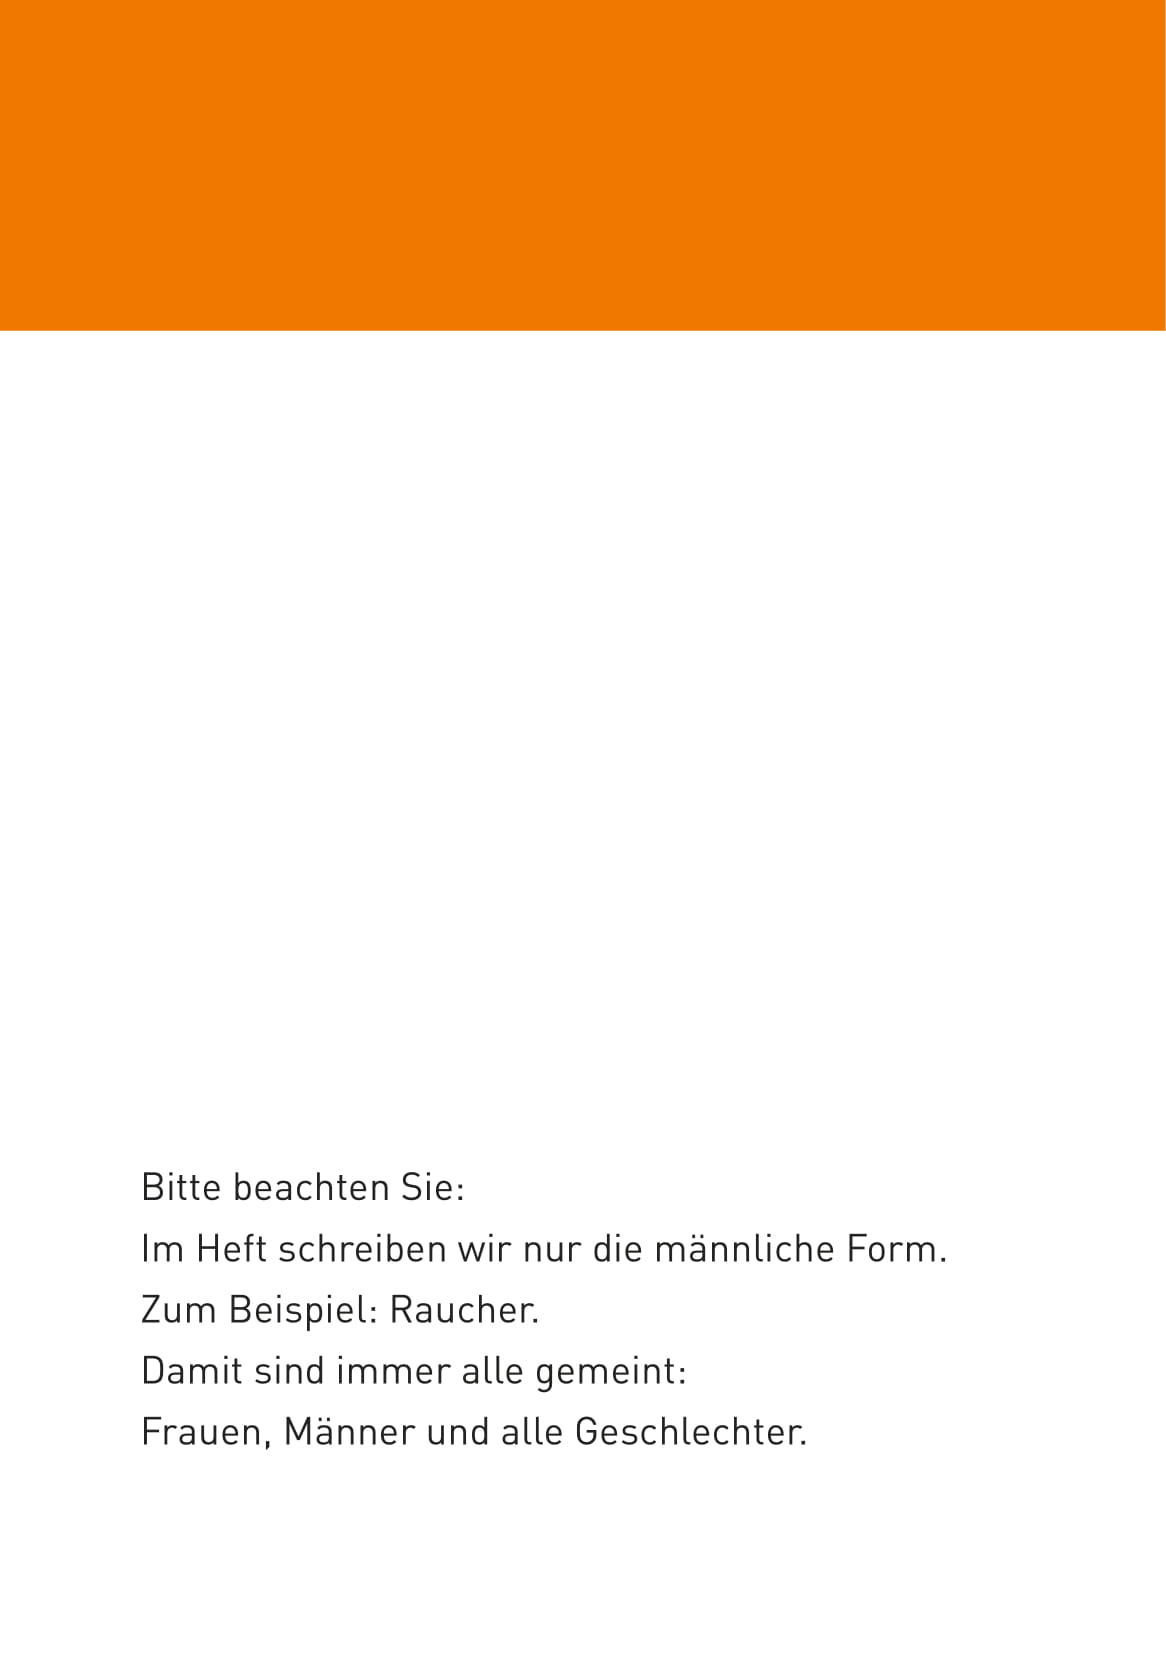 Bitte beachten Sie:
Im Heft schreiben wir nur die männliche Form.
Zum Beispiel: Raucher.
Damit sind immer alle gemeint:
Frauen, Männer und alle Geschlechter.